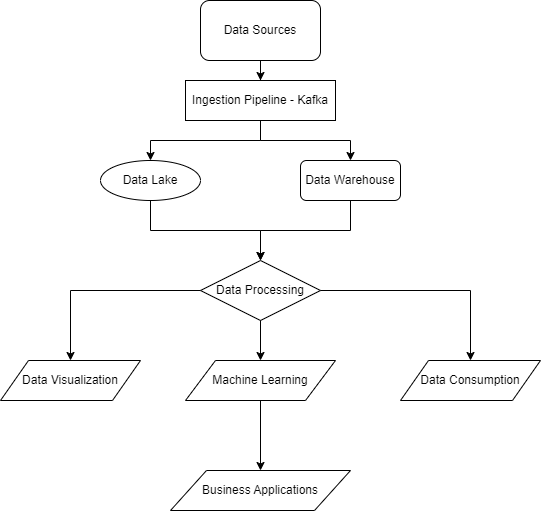 Data Sources
Ingestion Pipeline - Kafka
Data Lake
Data Warehouse
Data Processing
Data Visualization
Machine Learning
Data Consumption
Business Applications